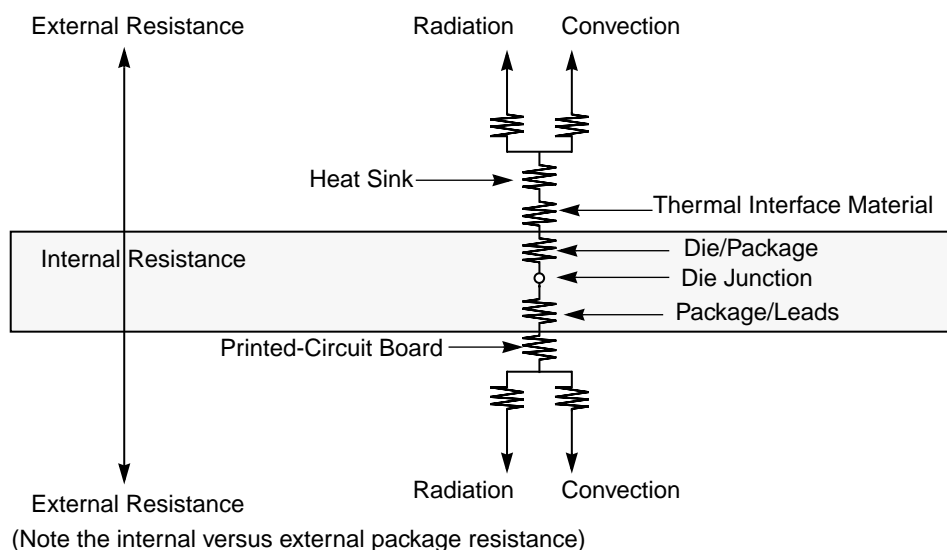 External Resistance
Radiation
Convection
Heat Sink
Thermal Interface Material
Die/Package
Internal Resistance
Die Junction
Package/Leads
Printed-Circuit Board
Radiation
Convection
External Resistance
(Note the internal versus external package resistance)